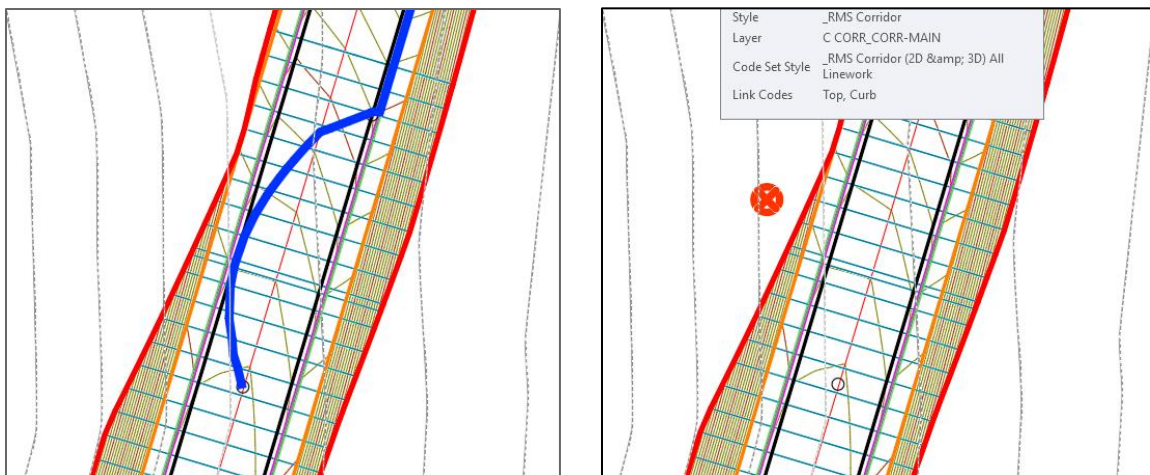 Style _RMS Corridor
Layer C CORR_CORR-MAIN
Code Set Style _RMS Corridor (2D &amp; 3D) All
Linework
Link Codes Top, Curb